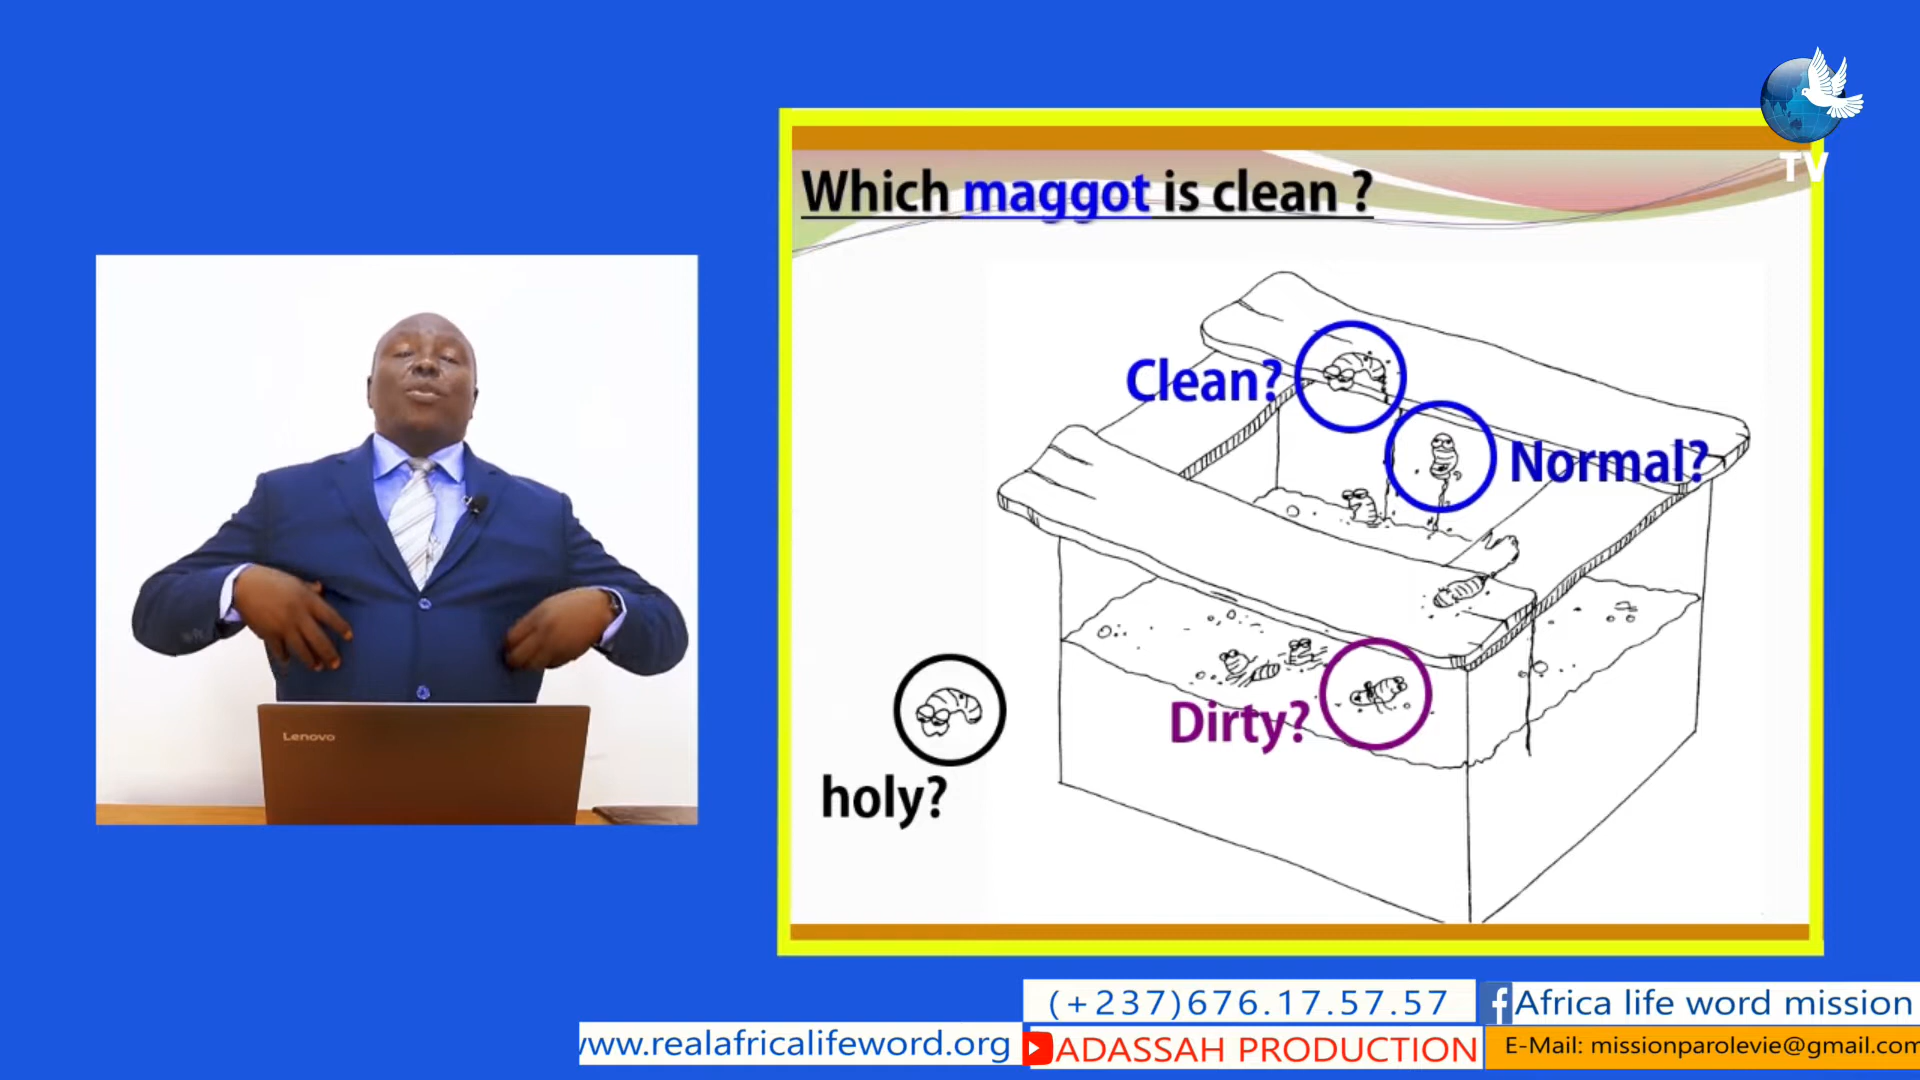 TV
Which maggot is clean ?
Clean?
Normal?
Dirty?
holy?
Lenovo
(+237)676.17.57.57
Africa life word mission
www.realafricalifeword.org
ADASSAH PRODUCTION
E-Mail: missionparolevie@gmail.com